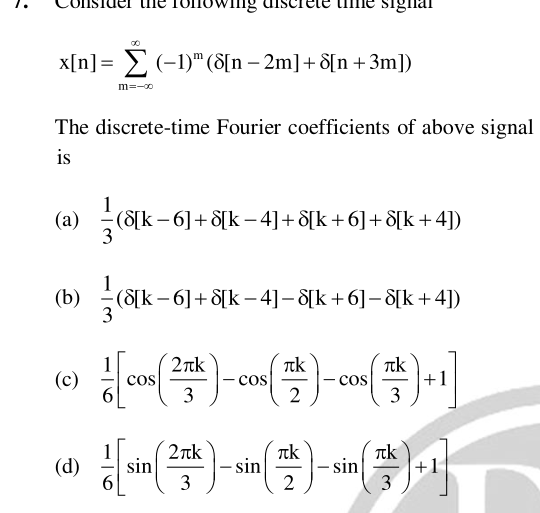 7. Consider the following discrete time signal
x[n] = ∑_{m=-∞}^{∞} (−1)^m (δ[n − 2m] + δ[n + 3m])
The discrete-time Fourier coefficients of above signal
is
(a) 1/3 (δ[k − 6] + δ[k − 4] + δ[k + 6] + δ[k + 4])
(b) 1/3 (δ[k − 6] + δ[k − 4] − δ[k + 6] − δ[k + 4])
(c) 1/6 [cos(2πk/3) − cos(πk/2) − cos(πk/3) + 1]
(d) 1/6 [sin(2πk/3) − sin(πk/2) − sin(πk/3) + 1]